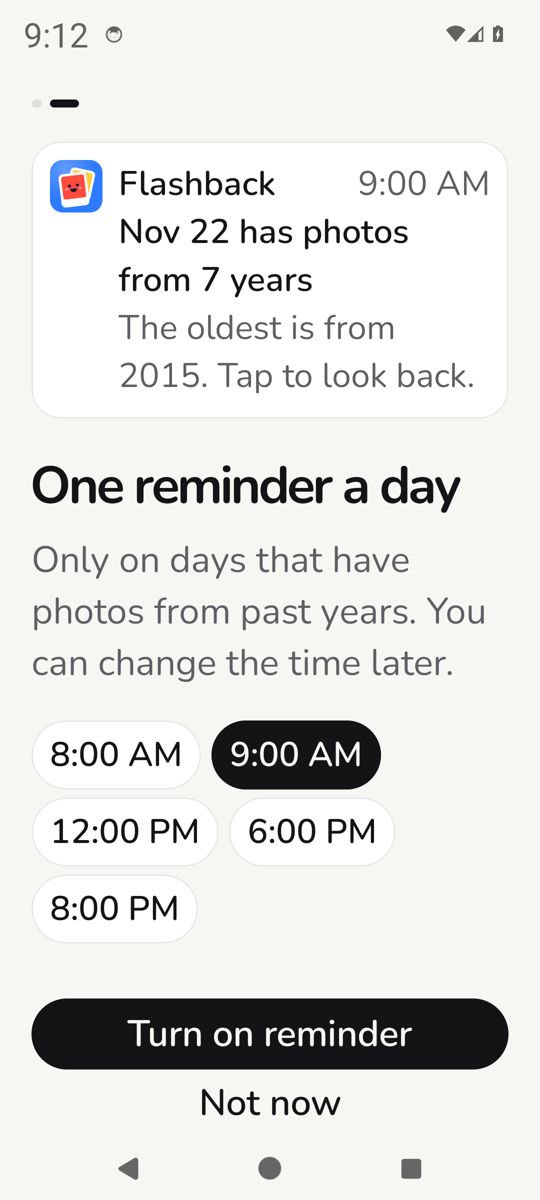 9:12
Flashback 9:00 AM
Nov 22 has photos
from 7 years
The oldest is from
2015. Tap to look back.
One reminder a day
Only on days that have
photos from past years. You
can change the time later.
8:00 AM 9:00 AM
12:00 PM 6:00 PM
8:00 PM
Turn on reminder
Not now